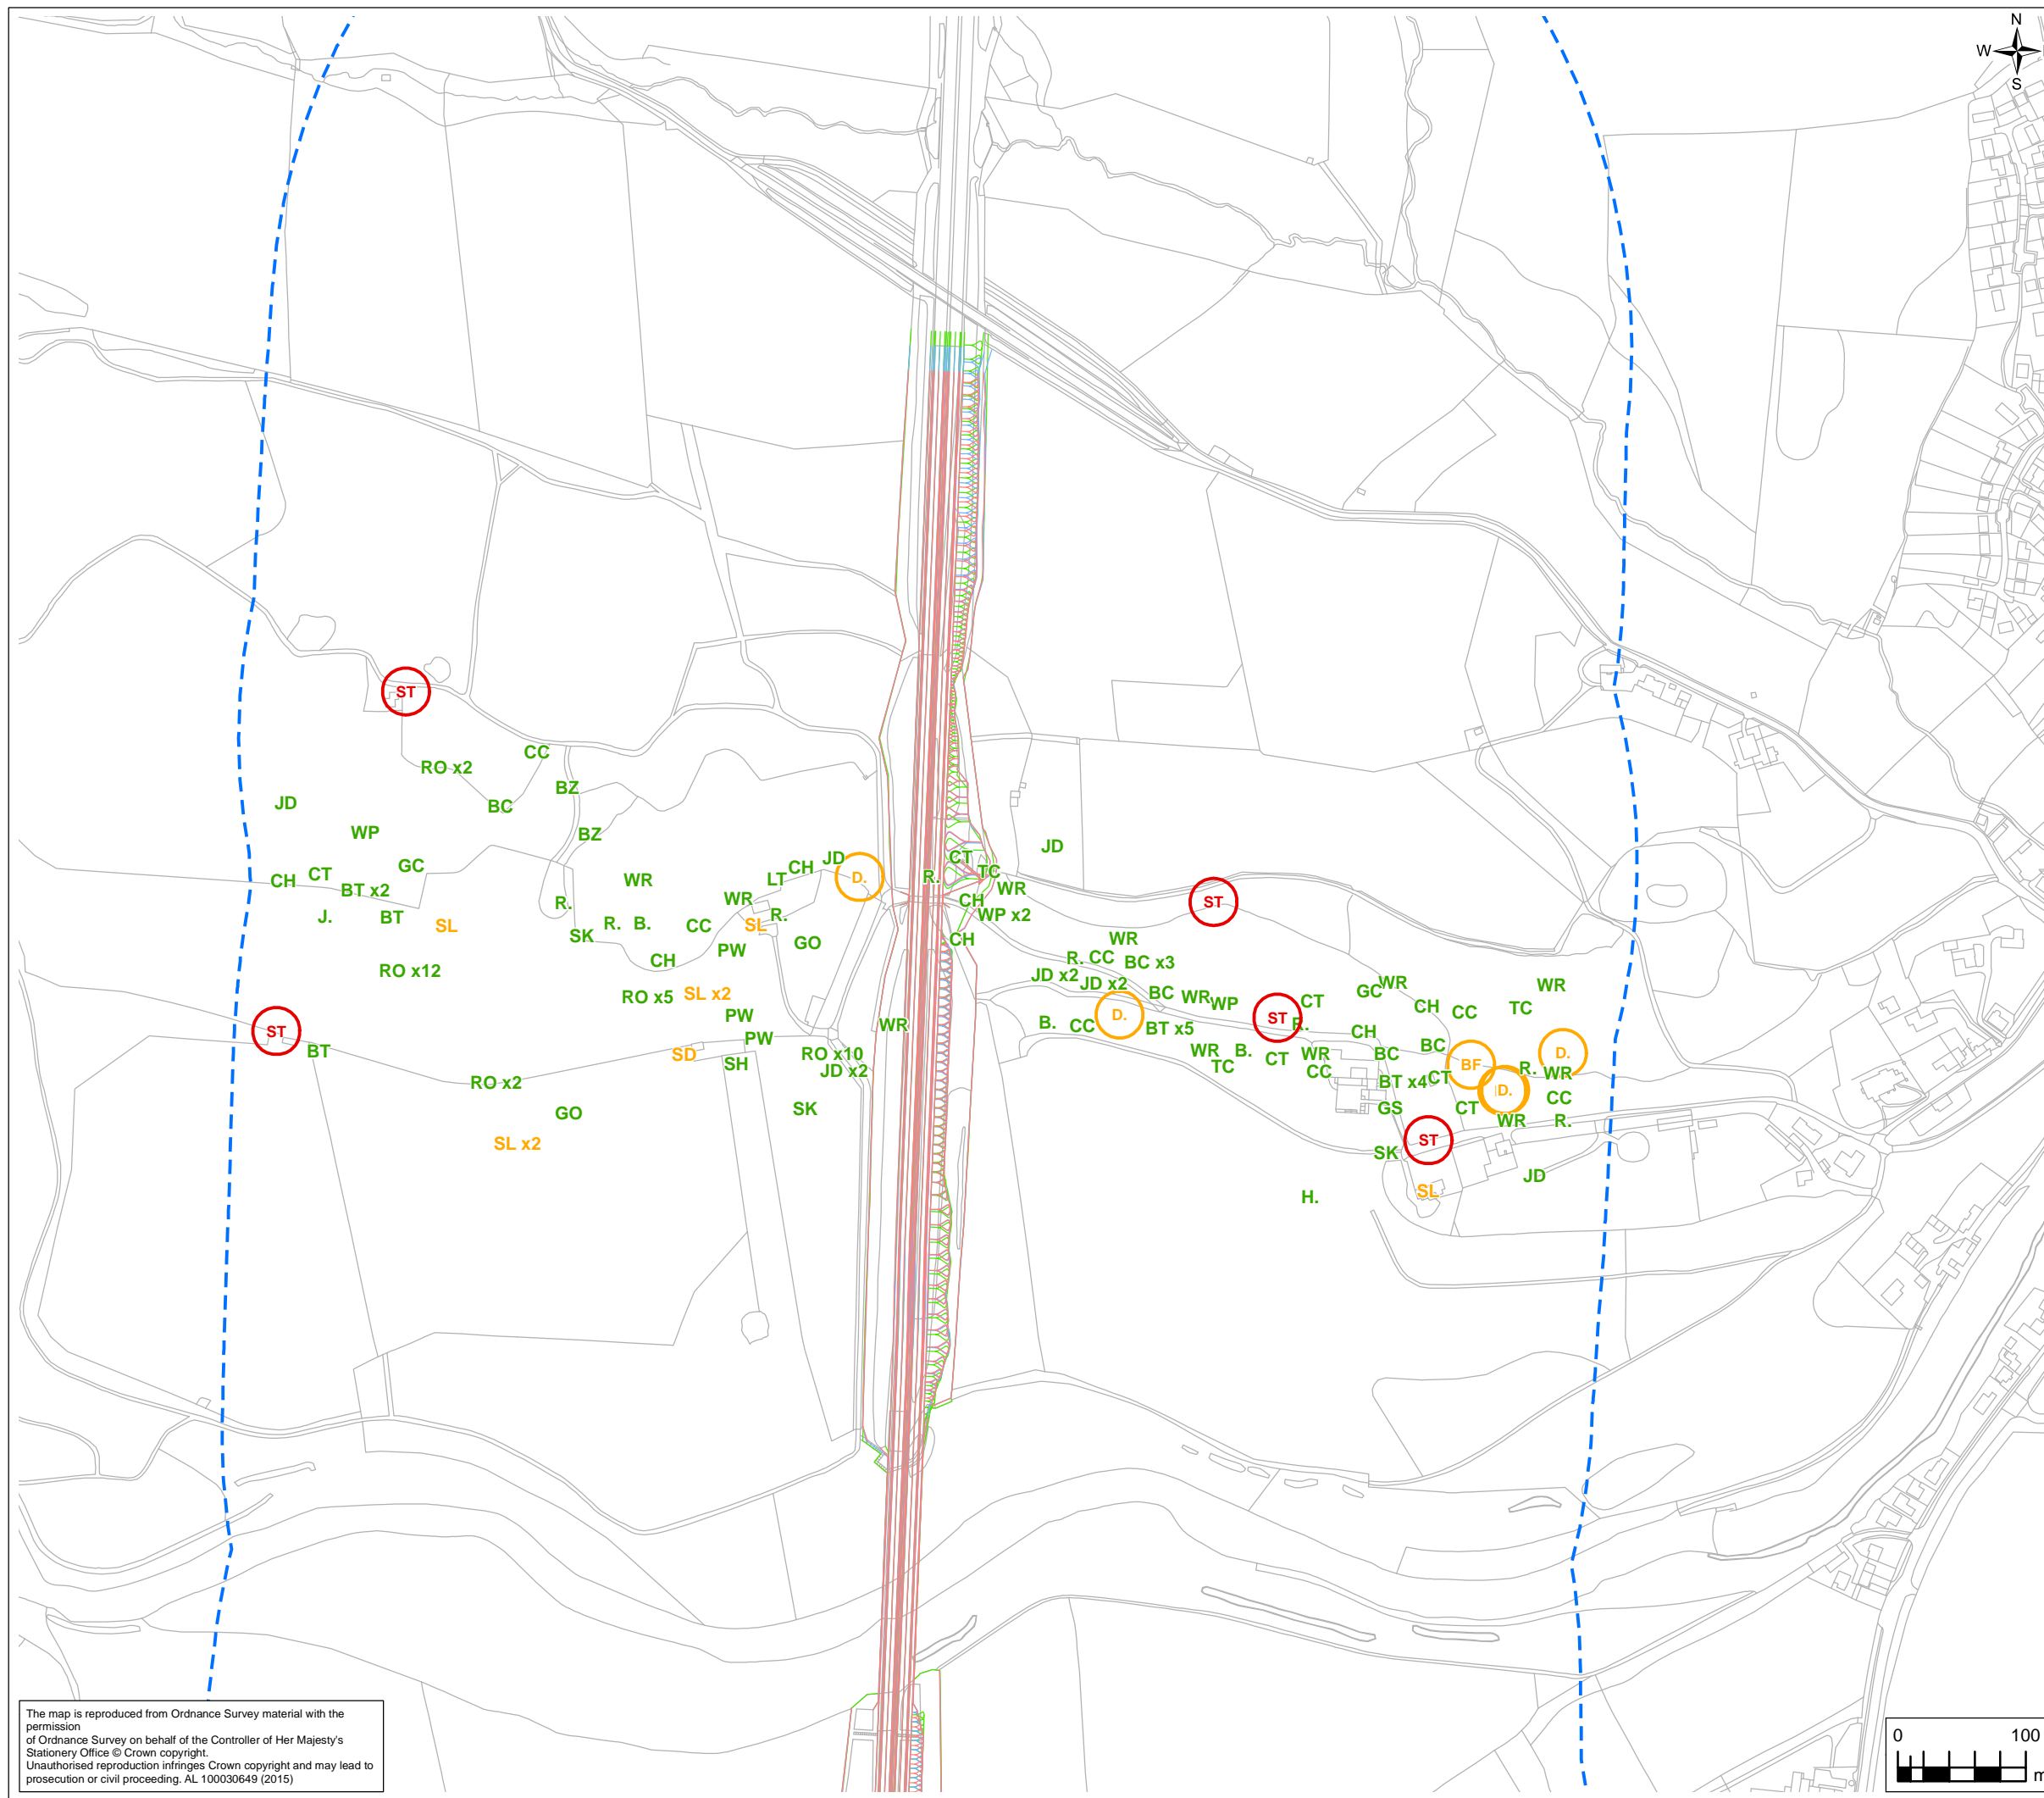 N
W
S
ST
CC
RO x2
BZ
JD
BC
WP
BZ
JD
CT
JD
CH
GC
CT
TC
LT
D.
R.
CH
WR
WR
BT x2
WR
R.
CH
ST
J.
BT
SL
R.
B.
CC
SL
R.
WP x2
SK
PW
GO
CH
WR
CH
R. CC
BC x3
RO x12
JD x2
JD x2
WR
GC
WR
RO x5
SL x2
BC
WR
WP
CT
CH
CC
TC
PW
WR
B.
CC
D.
BT x5
ST
R.
ST
PW
CH
BC
BT
SD
SH
RO x10
JD x2
WR
TC
B.
CT
WR
CC
BC
BF
D.
R.
WR
RO x2
BT x4
CT
D.
CC
GO
SK
GS
CT
WR
R.
SL x2
ST
SK
JD
SL
H.
The map is reproduced from Ordnance Survey material with the
permission
of Ordnance Survey on behalf of the Controller of Her Majesty's
Stationery Office © Crown copyright.
Unauthorised reproduction infringes Crown copyright and may lead to
prosecution or civil proceeding. AL 100030649 (2015)
0
100
m